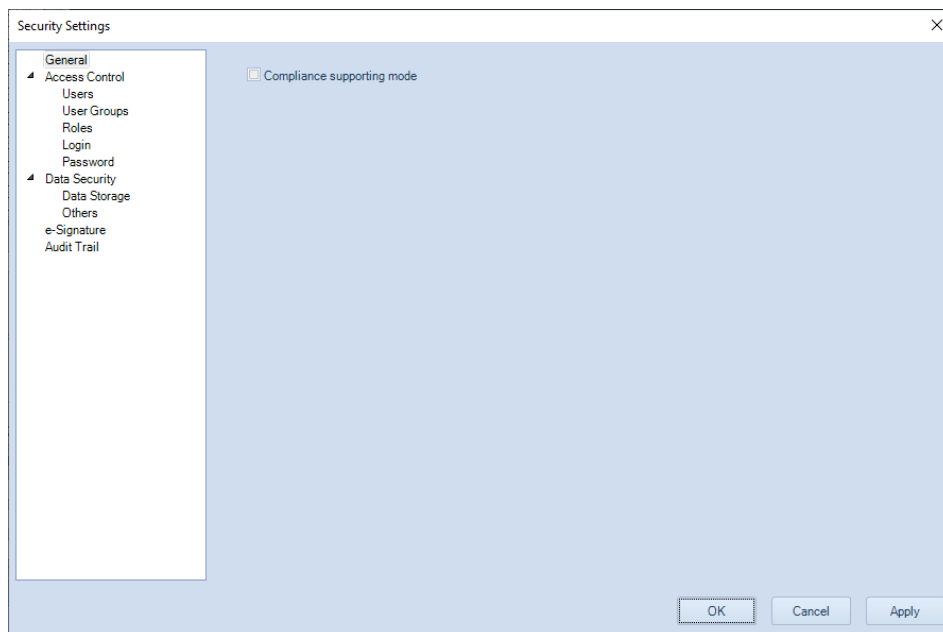 Security Settings
General
Access Control
Users
User Groups
Roles
Login
Password
Data Security
Data Storage
Others
e-Signature
Audit Trail
Compliance supporting mode
OK
Cancel
Apply